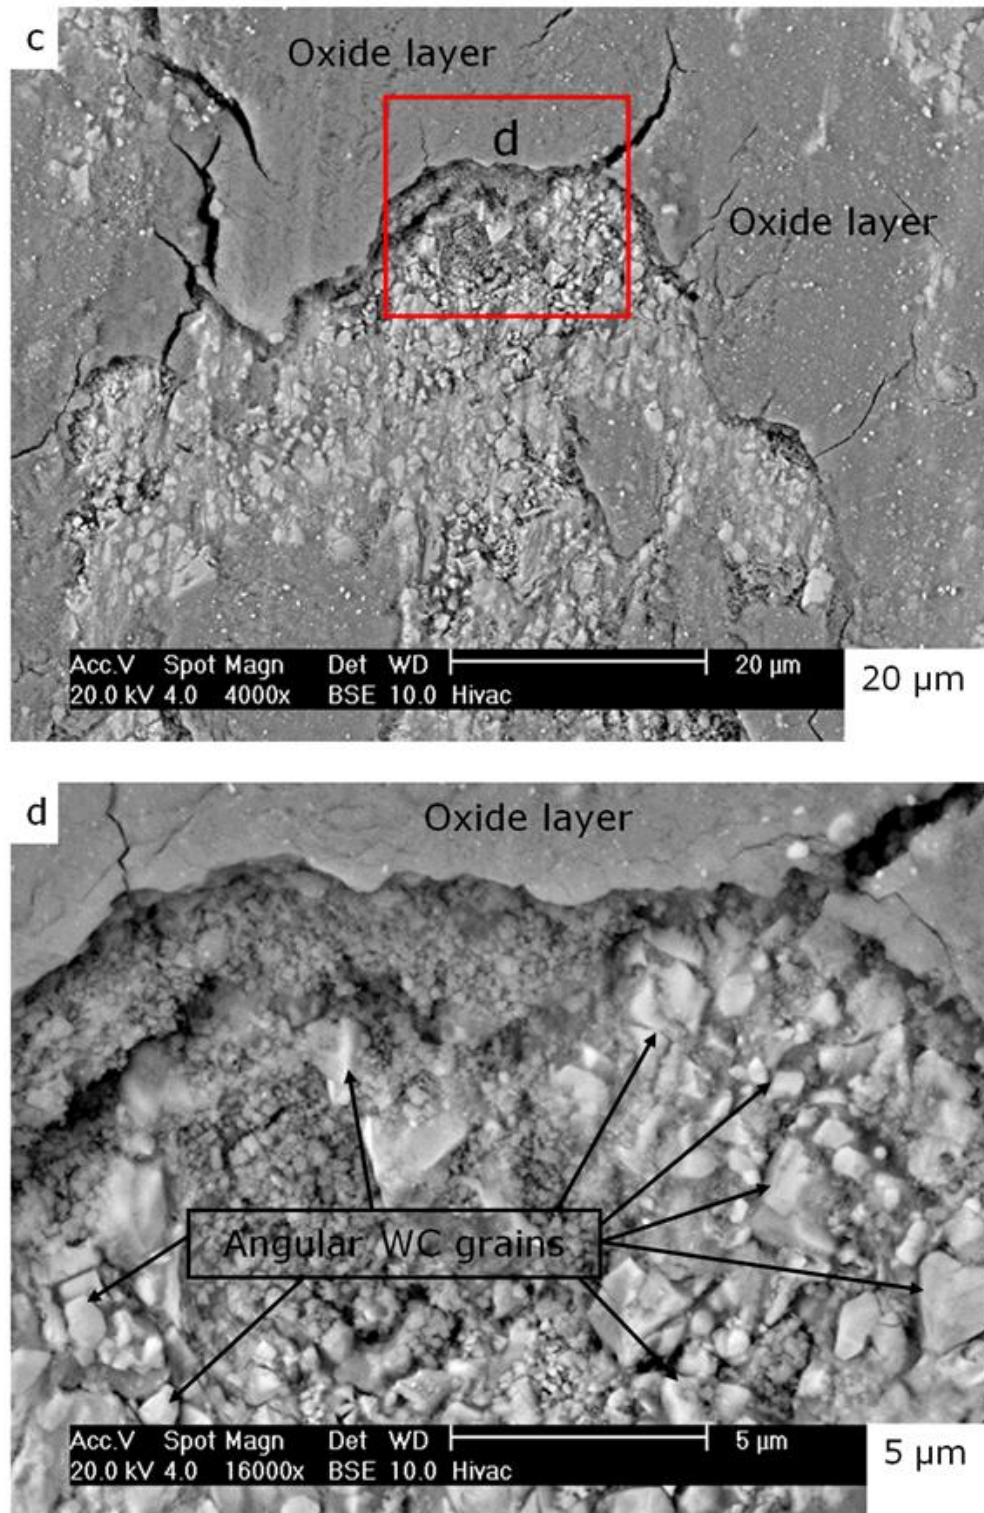 c
Oxide layer
d
Oxide layer
Acc.V Spot Magn Det WD 20 µm
20.0 kV 4.0 4000x BSE 10.0 Hivac
20 µm
d
Oxide layer
Angular WC grains
Acc.V Spot Magn Det WD 5 µm
20.0 kV 4.0 16000x BSE 10.0 Hivac
5 µm